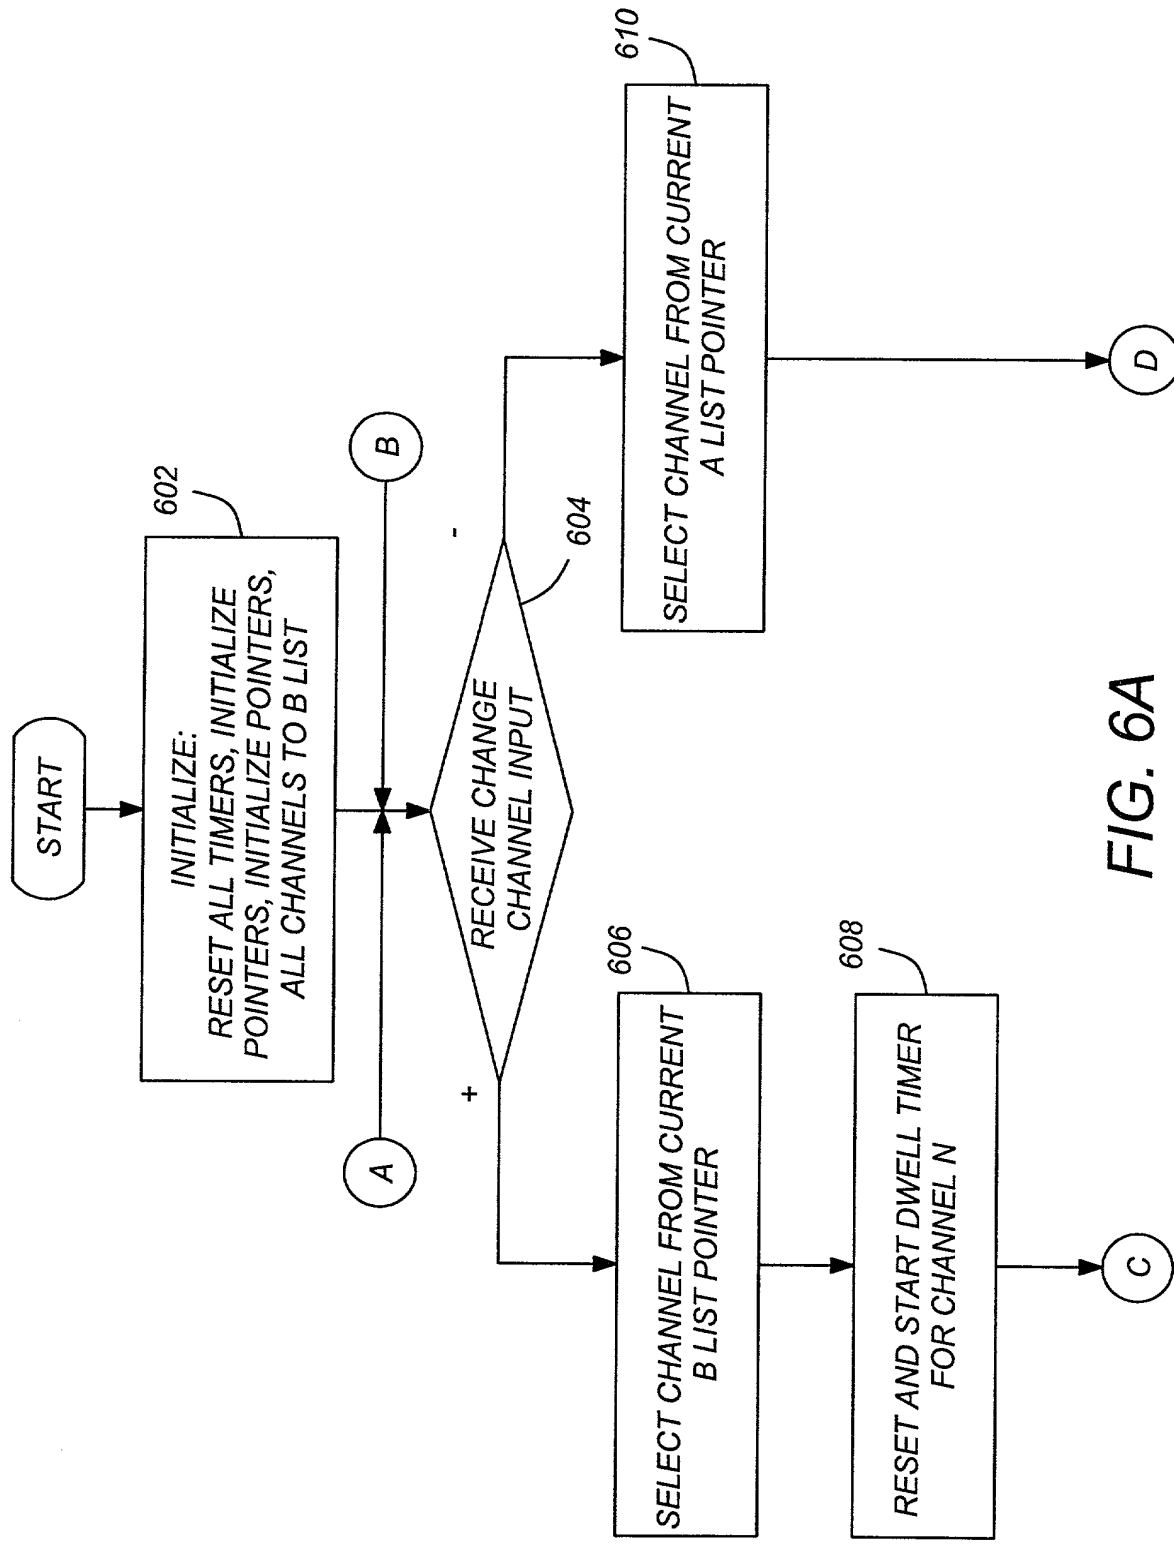 START
602
INITIALIZE:
RESET ALL TIMERS, INITIALIZE
POINTERS, INITIALIZE POINTERS,
ALL CHANNELS TO B LIST
A
B
+
-
RECEIVE CHANGE
CHANNEL INPUT
604
606
SELECT CHANNEL FROM CURRENT
B LIST POINTER
610
SELECT CHANNEL FROM CURRENT
A LIST POINTER
608
RESET AND START DWELL TIMER
FOR CHANNEL N
C
D
FIG. 6A